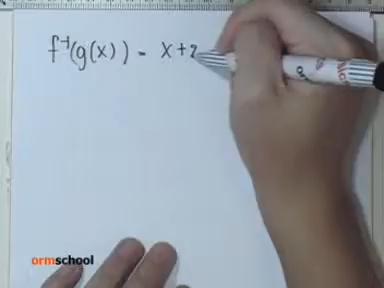 f⁻¹(g(x)) = x + 2
ormschool